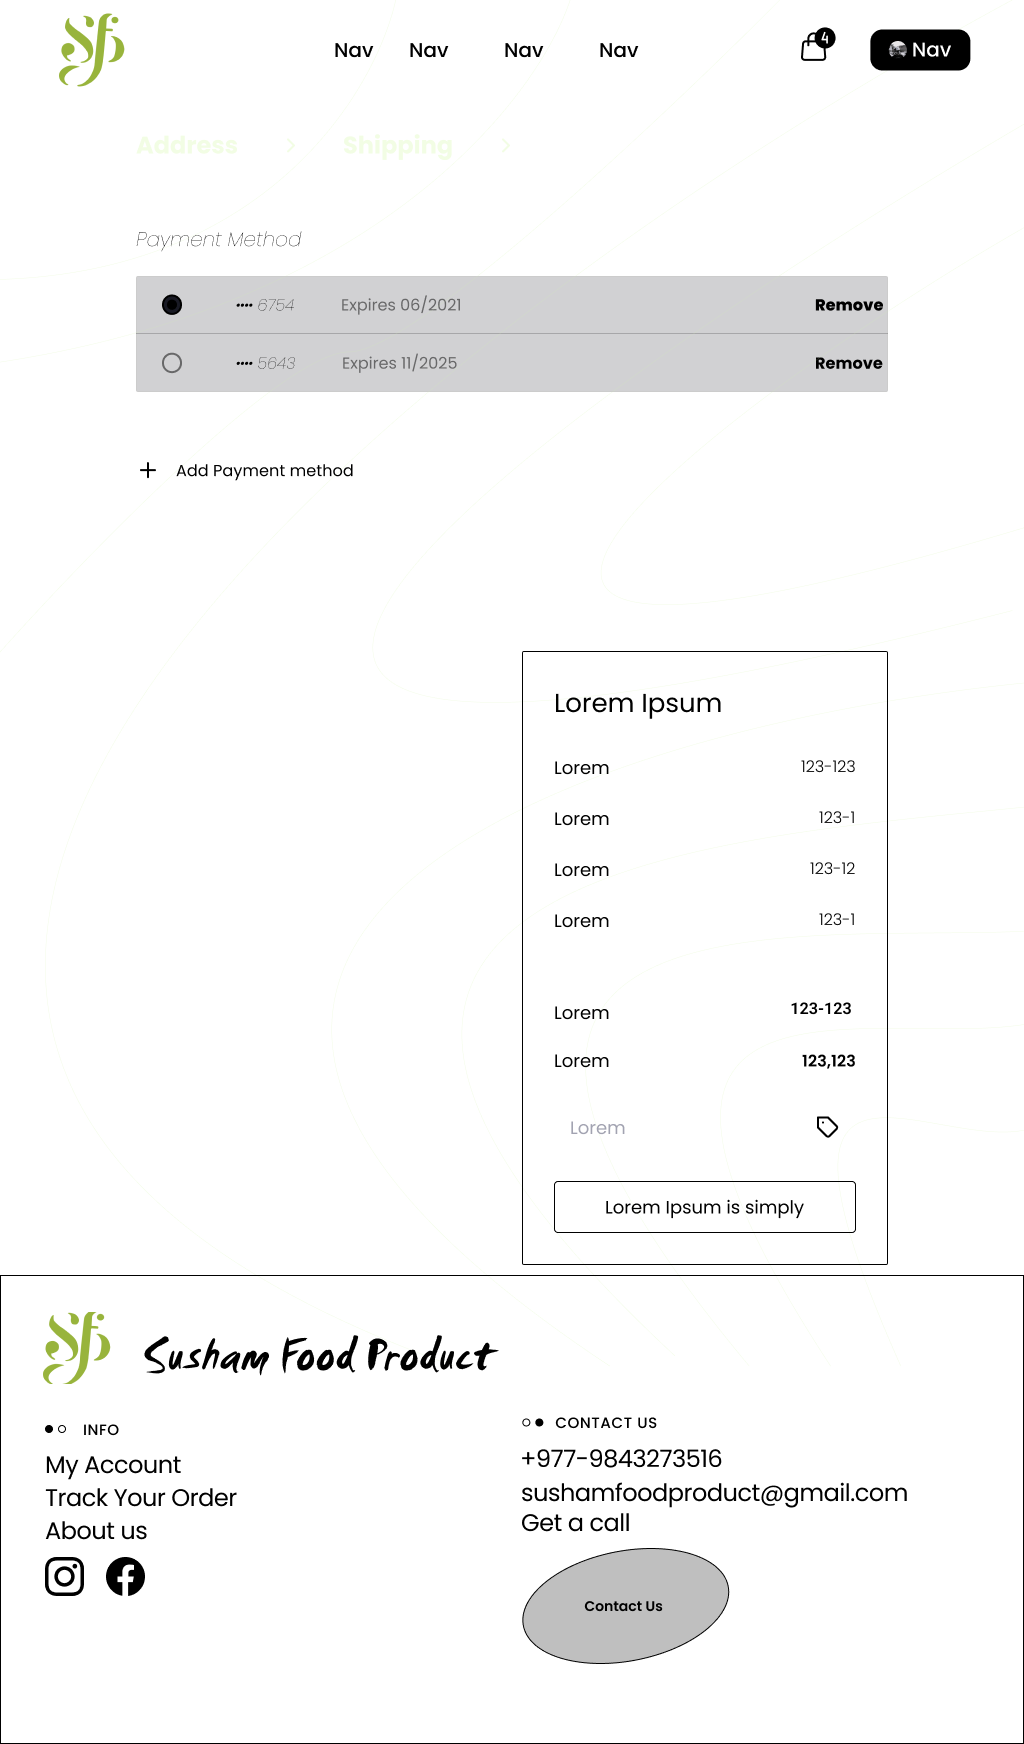 Nav Nav Nav Nav 4 Nav
Address > Shipping >
Payment Method
•••• 6754 Expires 06/2021 Remove
•••• 5643 Expires 11/2025 Remove
+ Add Payment method
Lorem Ipsum
Lorem 123-123
Lorem 123-1
Lorem 123-12
Lorem 123-1
Lorem 123-123
Lorem 123,123
Lorem
Lorem Ipsum is simply
Susham Food Product
INFO
My Account
Track Your Order
About us
CONTACT US
+977-9843273516
sushamfoodproduct@gmail.com
Get a call
Contact Us